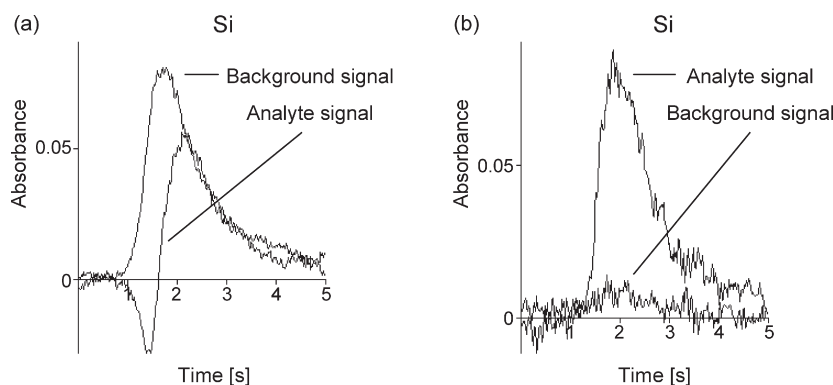 (a)
Si
Absorbance
Background signal
Analyte signal
0.05
0
1
2
3
4
5
Time [s]
(b)
Si
Absorbance
Analyte signal
Background signal
0.05
0
1
2
3
4
5
Time [s]